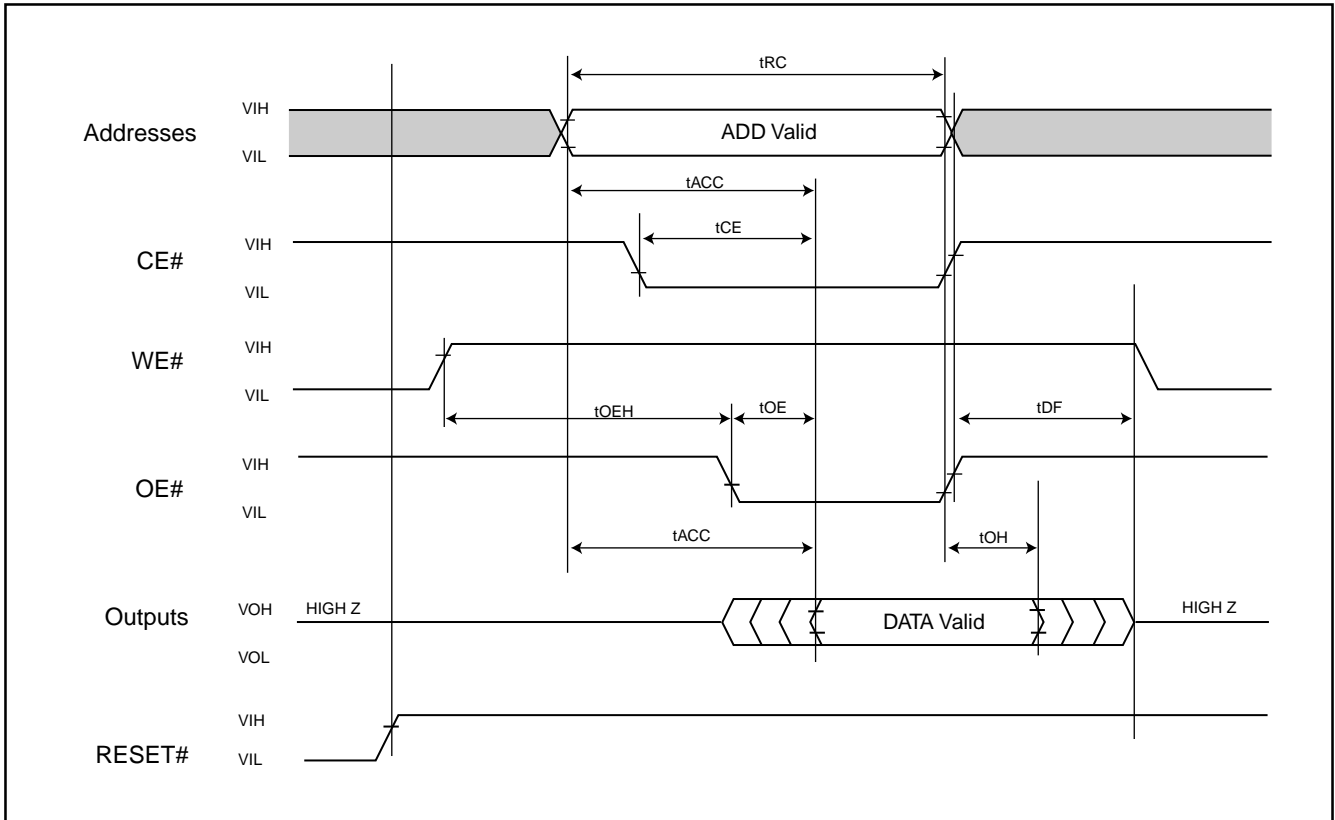 tRC
VIH
Addresses
ADD Valid
VIL
tACC
tCE
VIH
CE#
VIL
VIH
WE#
VIL
tOEH
tOE
tDF
VIH
OE#
VIL
tACC
tOH
Outputs
VOH
HIGH Z
DATA Valid
HIGH Z
VOL
VIH
RESET#
VIL